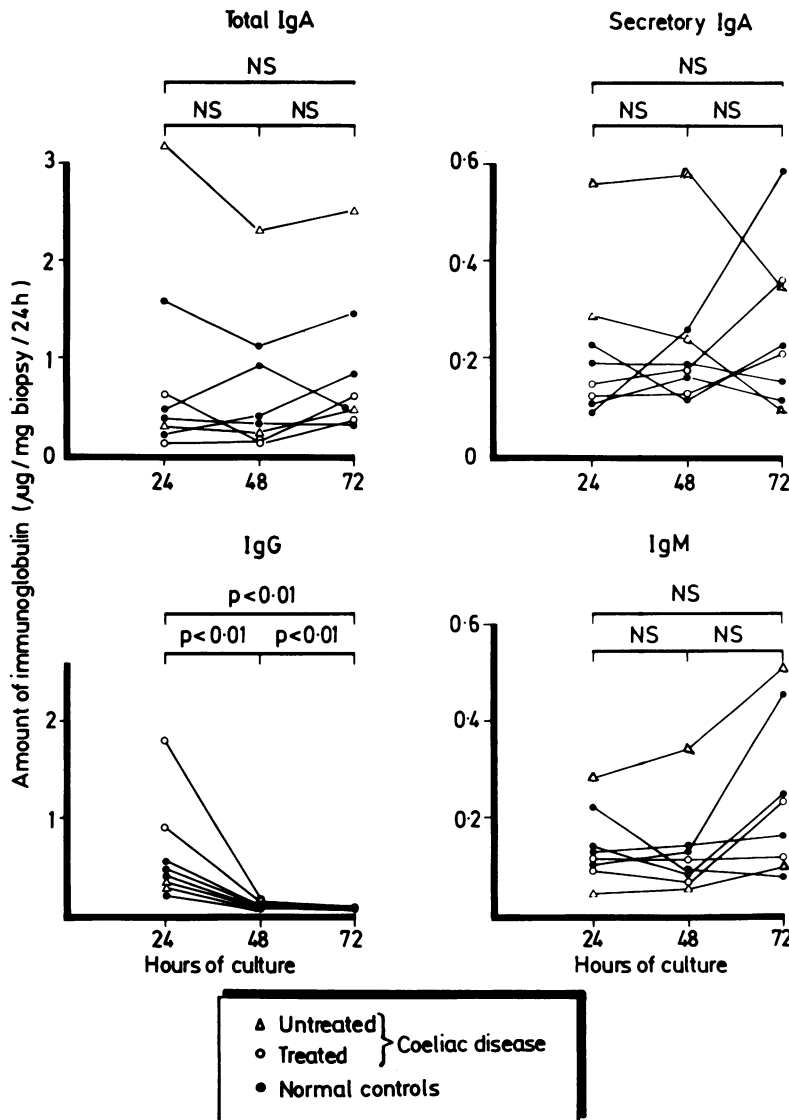 Total IgA
NS
NS NS
3
2
1
0
24 48 72
Secretory IgA
NS
NS NS
0·6
0·4
0·2
0
24 48 72
Amount of immunoglobulin (µg/mg biopsy/24h)
IgG
p<0·01
p<0·01 p<0·01
2
1
24 48 72
Hours of culture
IgM
NS
NS NS
0·6
0·4
0·2
24 48 72
Hours of culture
Untreated
Treated
Coeliac disease
Normal controls